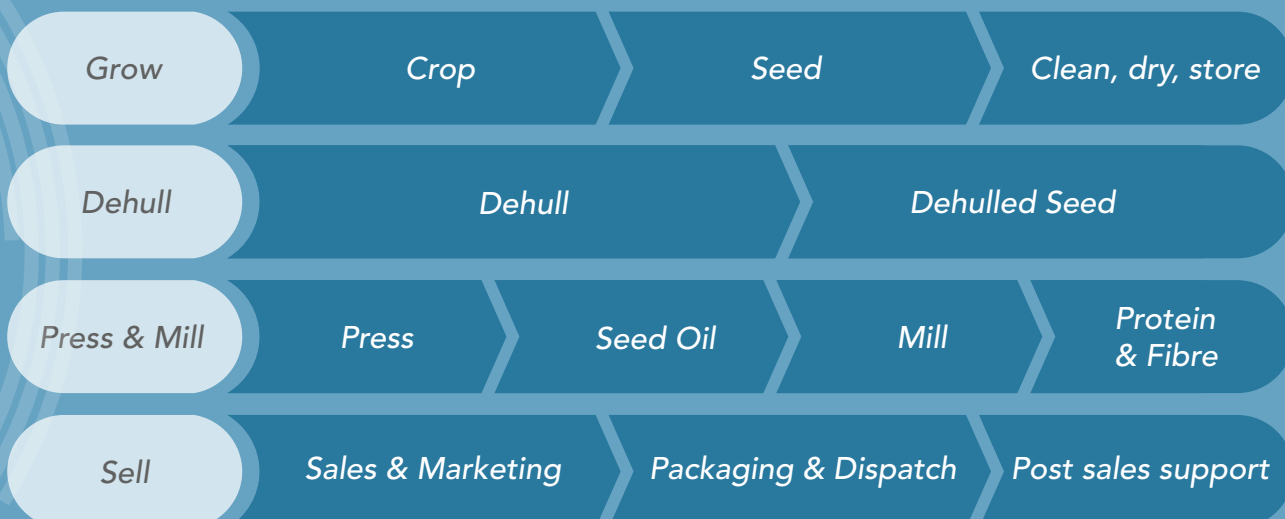 Grow
Crop
Seed
Clean, dry, store
Dehull
Dehull
Dehulled Seed
Press & Mill
Press
Seed Oil
Mill
Protein
& Fibre
Sell
Sales & Marketing
Packaging & Dispatch
Post sales support